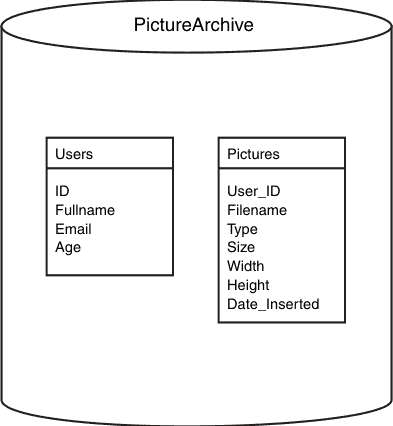 PictureArchive
Users
ID
Fullname
Email
Age
Pictures
User_ID
Filename
Type
Size
Width
Height
Date_Inserted